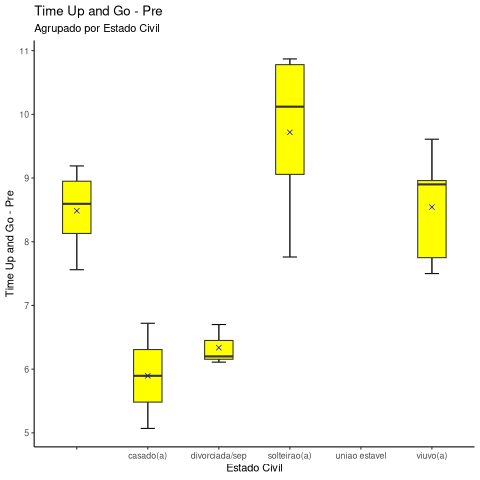 Time Up and Go - Pre
Agrupado por Estado Civil
Time Up and Go - Pre
11
10
9
8
7
6
5
casado(a)
divorciada/sep
solteirao(a)
uniao estavel
viuvo(a)
Estado Civil